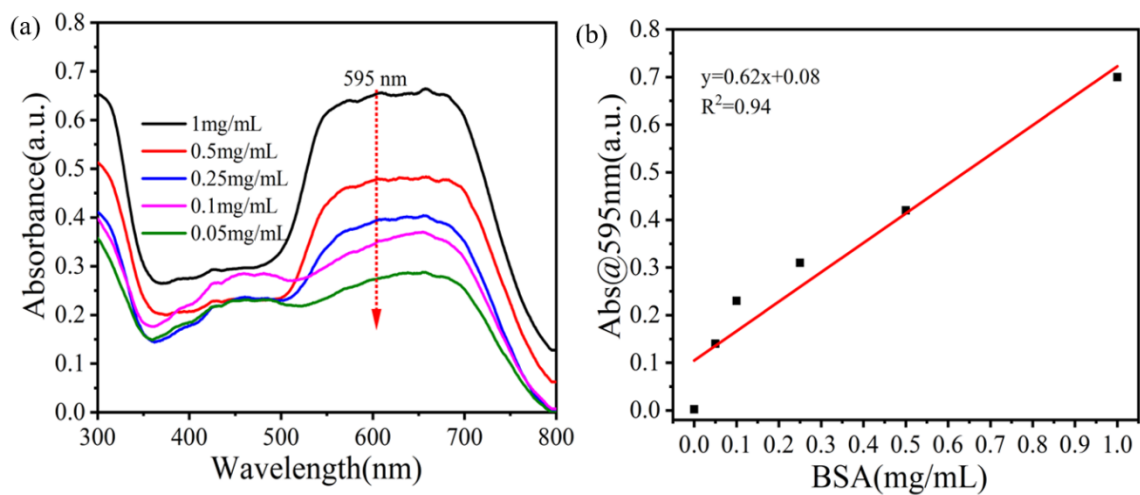 (a)
0.8
0.7
0.6
0.5
0.4
0.3
0.2
0.1
0.0
Absorbance(a.u.)
595 nm
1mg/mL
0.5mg/mL
0.25mg/mL
0.1mg/mL
0.05mg/mL
300 400 500 600 700 800
Wavelength(nm)
(b)
0.8
0.7
0.6
0.5
0.4
0.3
0.2
0.1
0.0
Abs@595nm(a.u.)
y=0.62x+0.08
R²=0.94
0.0 0.1 0.2 0.3 0.4 0.5 0.6 0.7 0.8 0.9 1.0
BSA(mg/mL)